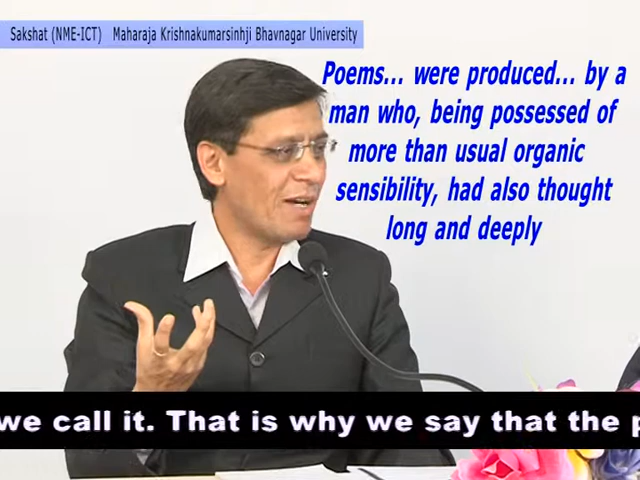 Sakshat (NME-ICT) Maharaja Krishnakumarsinhji Bhavnagar University
Poems... were produced... by a
man who, being possessed of
more than usual organic
sensibility, had also thought
long and deeply
we call it. That is why we say that the